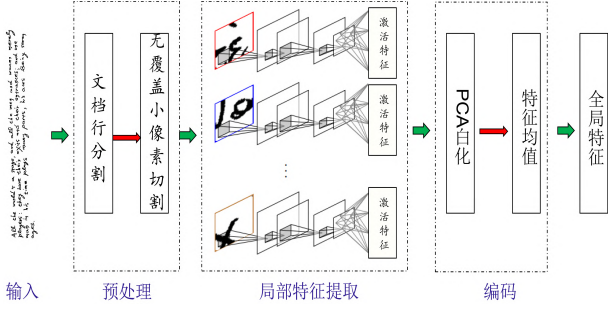 文档行分割
无覆盖小像素切割
激活特征
激活特征
⋮
激活特征
PCA白化
特征均值
全局特征
输入
预处理
局部特征提取
编码